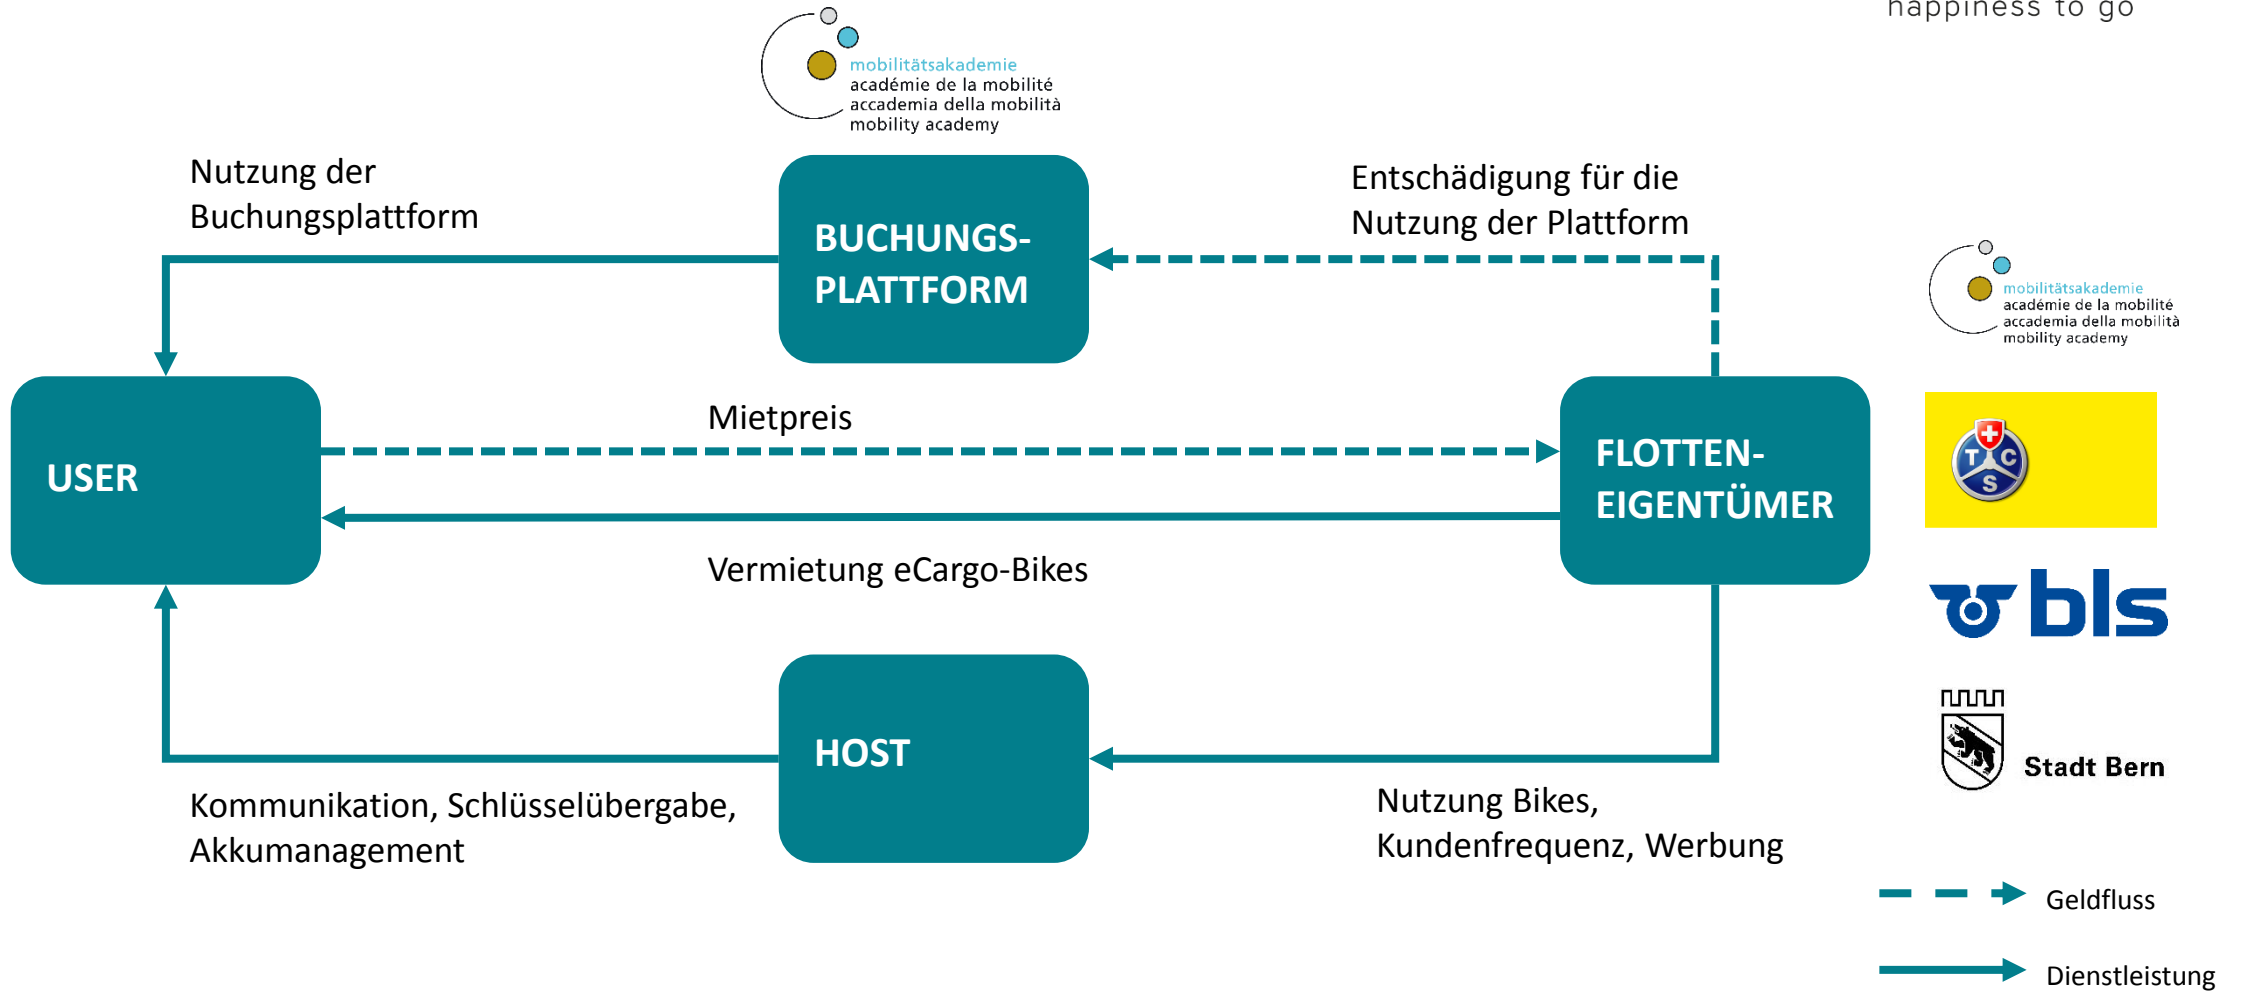 happiness to go
mobilitätsakademie
académie de la mobilité
accademia della mobilità
mobility academy
Nutzung der
Buchungsplattform
BUCHUNGS-
PLATTFORM
Entschädigung für die
Nutzung der Plattform
mobilitätsakademie
académie de la mobilité
accademia della mobilità
mobility academy
USER
Mietpreis
Vermietung eCargo-Bikes
FLOTTEN-
EIGENTÜMER
TCS
bls
Stadt Bern
HOST
Kommunikation, Schlüsselübergabe,
Akkumanagement
Nutzung Bikes,
Kundenfrequenz, Werbung
Geldfluss
Dienstleistung